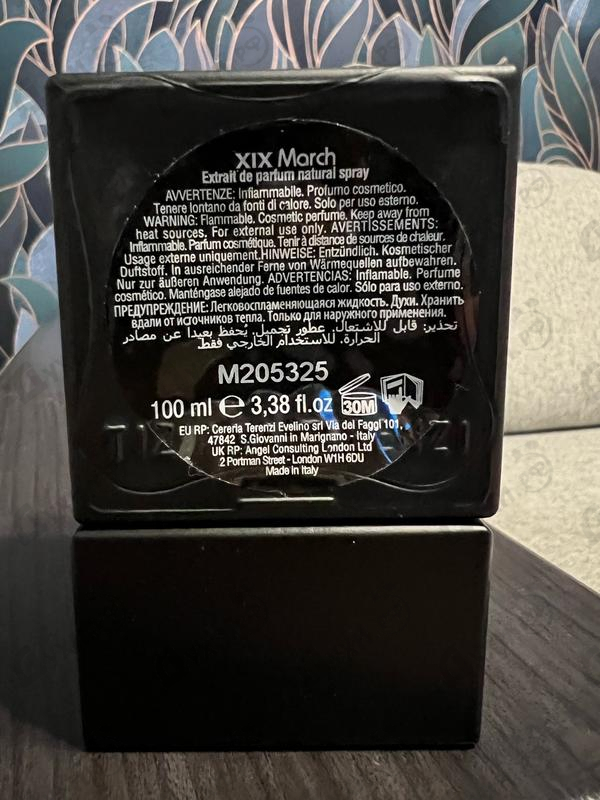 XIX March
Extrait de parfum natural spray
AVVERTENZE: Infiammabile. Profumo cosmetico.
Tenere lontano da fonti di calore. Solo per uso esterno.
WARNING: Flammable. Cosmetic perfume. Keep away from
heat sources. For external use only. AVERTISSEMENTS:
Inflammable. Parfum cosmétique. Tenir à distance de sources de chaleur.
Usage externe uniquement.HINWEISE: Entzündlich. Kosmetischer
Duftstoff. In ausreichender Ferne von Wärmequellen aufbewahren.
Nur zur äußeren Anwendung. ADVERTENCIAS: Inflamable. Perfume
cosmético. Manténgase alejado de fuentes de calor. Sólo para uso externo.
ПРЕДУПРЕЖДЕНИЕ: Легковоспламеняющаяся жидкость. Духи. Хранить
вдали от источников тепла. Только для наружного применения.
تحذير: قابل للاشتعال. عطور تجميل. يُحفظ بعيدا عن مصادر
الحرارة. للاستخدام الخارجي فقط
M205325
100 ml e 3,38 fl.oz 30M
EU RP: Cereria Terenzi Evelino srl Via del Faggi 101,
47842 S.Giovanni in Marignano - Italy
UK RP: Angel Consulting London Ltd
2 Portman Street - London W1H 6DU
Made in Italy